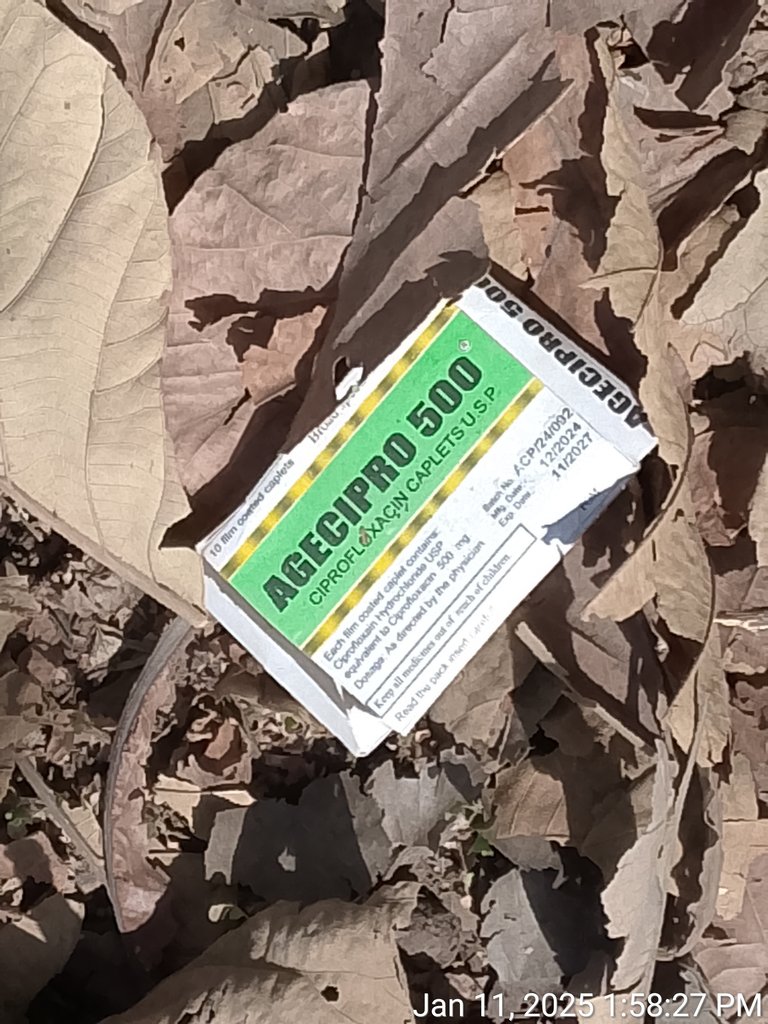 10 film coated caplets
AGECIPRO 500®
CIPROFLOXACIN CAPLETS U.S.P
Each film coated caplet contains:
Ciprofloxacin Hydrochloride USP
equivalent to Ciprofloxacin 500 mg
Dosage: As directed by the physician
Keep all medicines out of reach of children
Read the pack insert
Batch No. ACP/24/092
Mfg. Date: 12/2024
Exp. Date: 11/2027
AGECIPRO 500
Jan 11, 2025 1:58:27 PM